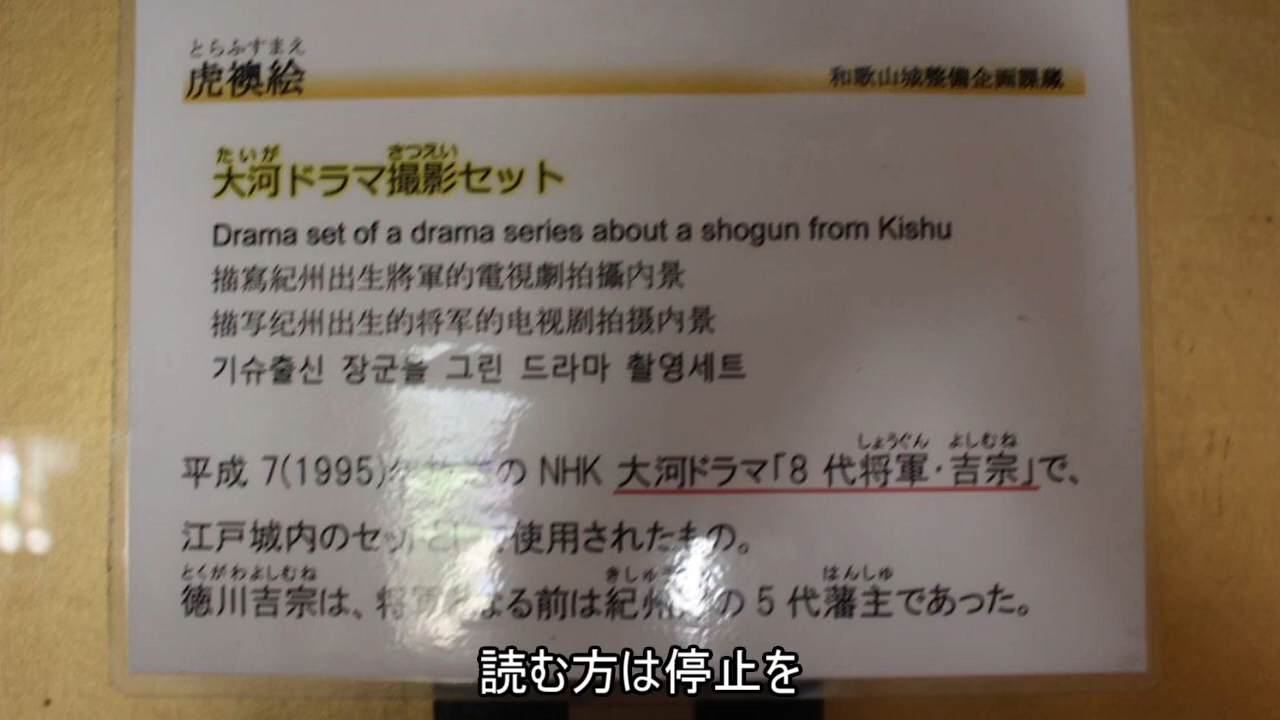 とらふすまえ
虎襖絵
和歌山城整備企画課蔵
たいが さつえい
大河ドラマ撮影セット
Drama set of a drama series about a shogun from Kishu
描寫紀州出生將軍的電視劇拍攝内景
描写纪州出生的将军的电视剧拍摄内景
기슈출신 장군을 그린 드라마 촬영세트
しょうぐん よしむね
平成 7(1995)年 の NHK 大河ドラマ「8 代将軍・吉宗」で、
江戸城内のセット 使用されたもの。
とくがわよしむね はんしゅ
徳川吉宗は、将軍となる前は紀州 の 5 代藩主であった。
読む方は停止を